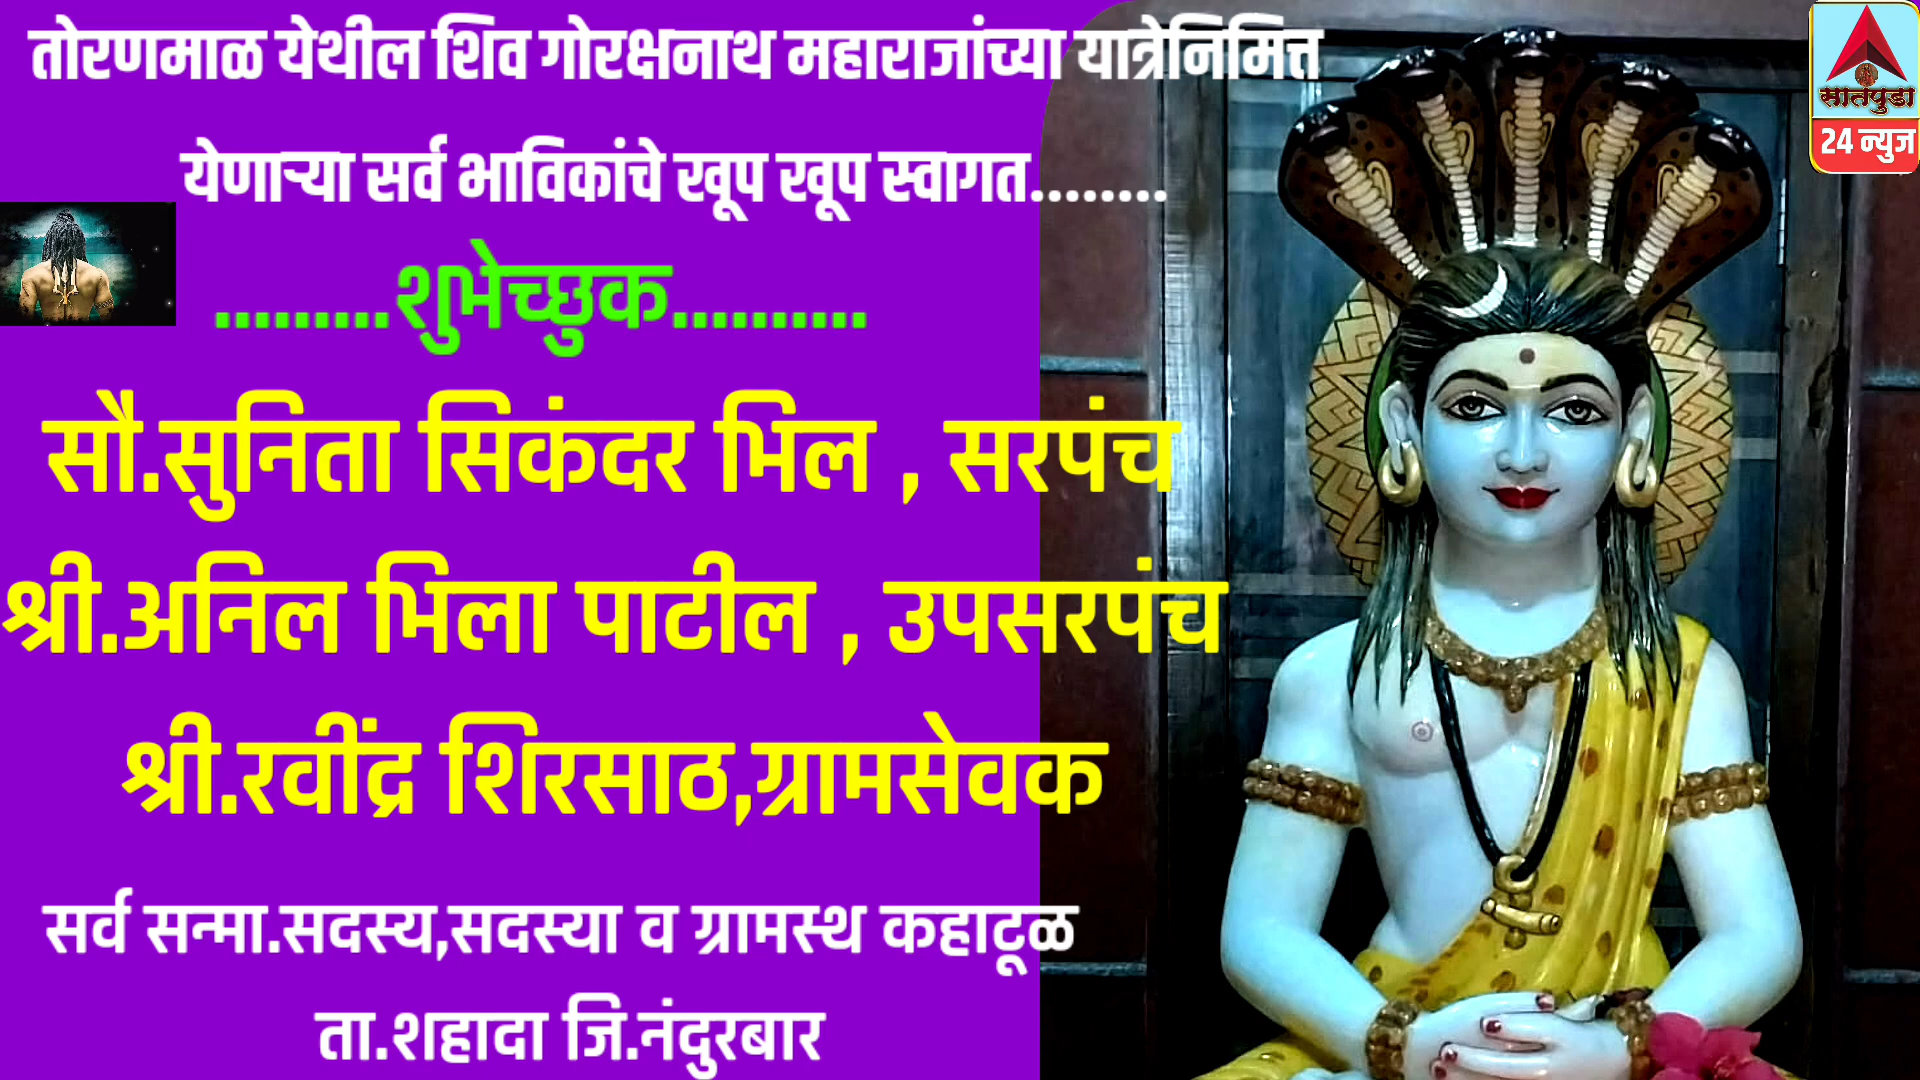 तोरणमाळ येथील शिव गोरक्षनाथ महाराजांच्या यात्रेनिमित्त
येणाऱ्या सर्व भाविकांचे खूप खूप स्वागत........
.........शुभेच्छुक..........
सौ.सुनिता सिकंदर भिल , सरपंच
श्री.अनिल भिला पाटील , उपसरपंच
श्री.रवींद्र शिरसाठ,ग्रामसेवक
सर्व सन्मा.सदस्य,सदस्या व ग्रामस्थ कहाटूळ
ता.शहादा जि.नंदुरबार
सातपुडा
24 न्युज